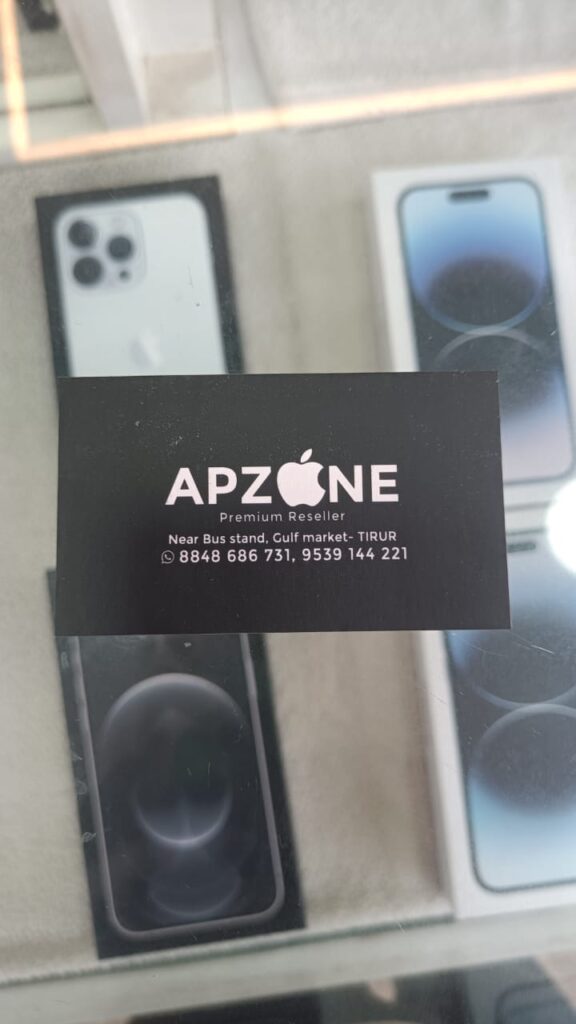 APZONE
Premium Reseller
Near Bus stand, Gulf market- TIRUR
8848 686 731, 9539 144 221